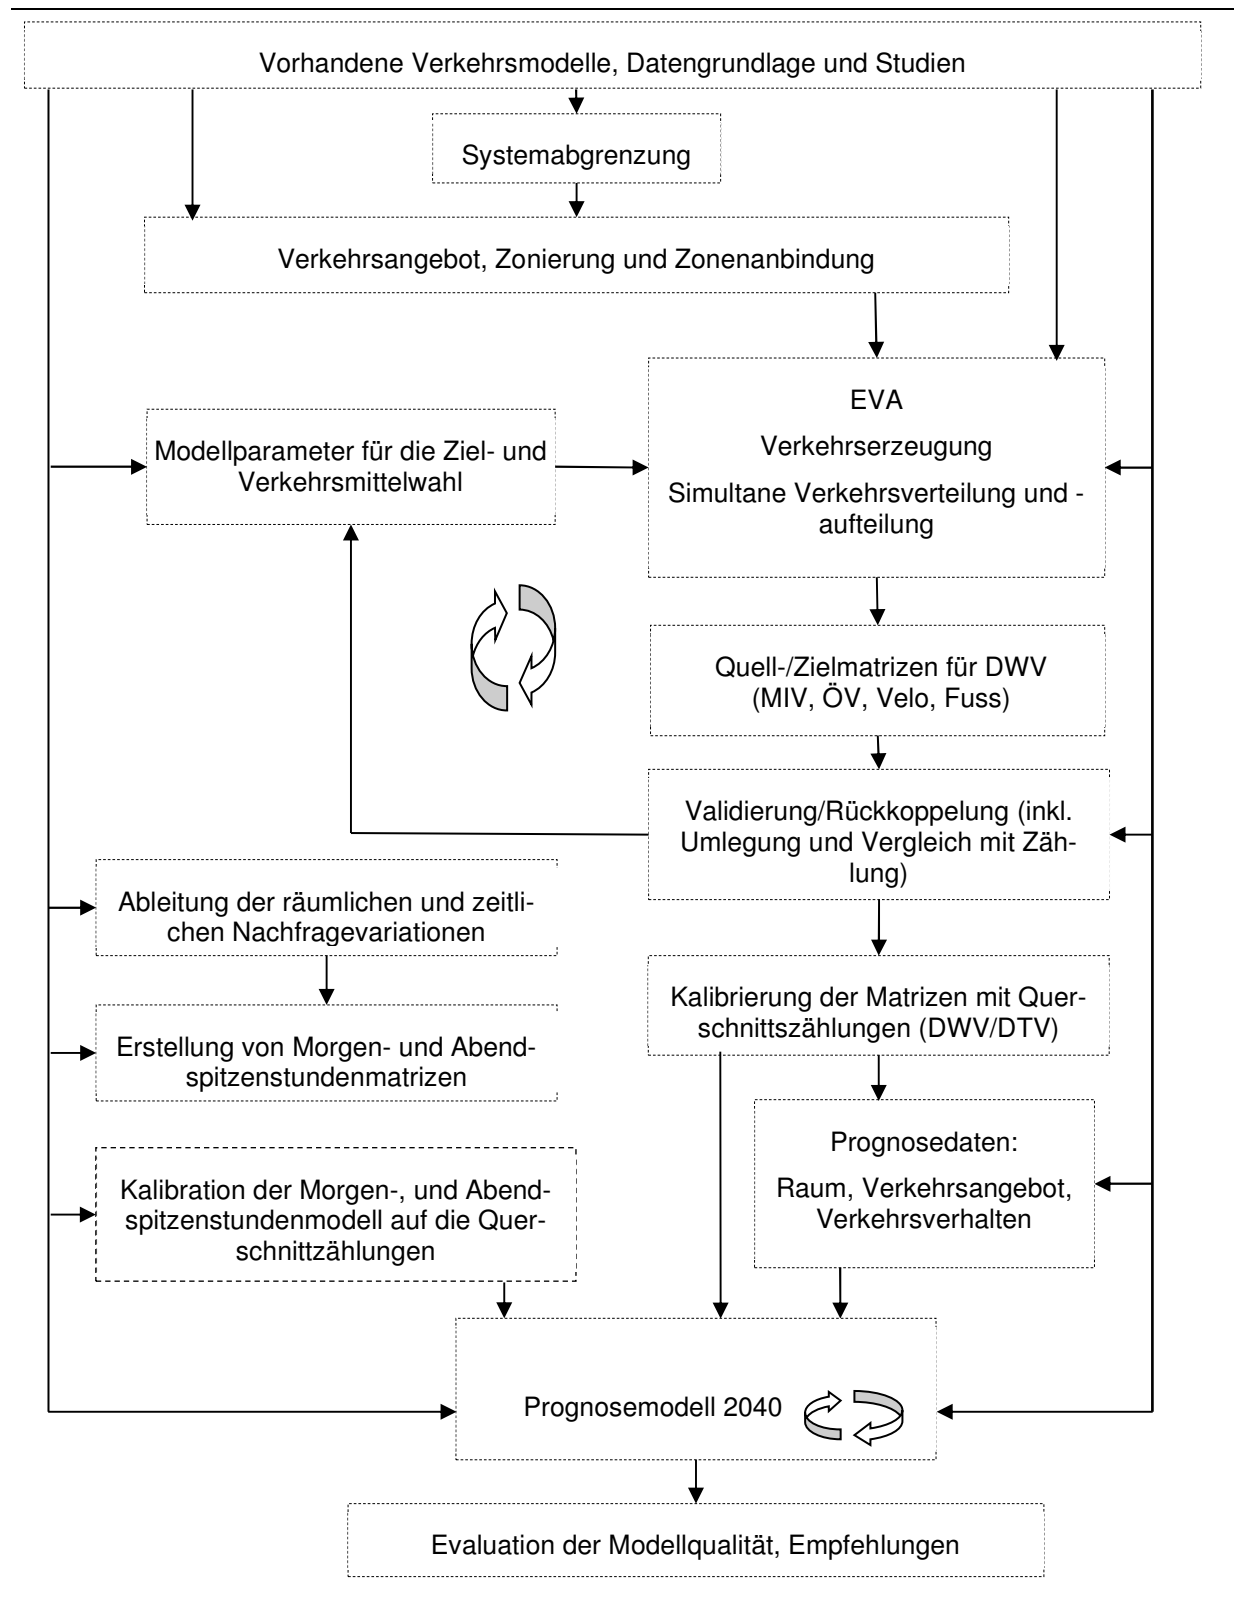 Vorhandene Verkehrsmodelle, Datengrundlage und Studien
Systemabgrenzung
Verkehrsangebot, Zonierung und Zonenanbindung
EVA
Verkehrserzeugung
Simultane Verkehrsverteilung und -
aufteilung
Modellparameter für die Ziel- und
Verkehrsmittelwahl
Quell-/Zielmatrizen für DWV
(MIV, ÖV, Velo, Fuss)
Validierung/Rückkoppelung (inkl.
Umlegung und Vergleich mit Zäh-
lung)
Ableitung der räumlichen und zeitli-
chen Nachfragevariationen
Kalibrierung der Matrizen mit Quer-
schnittszählungen (DWV/DTV)
Erstellung von Morgen- und Abend-
spitzenstundenmatrizen
Prognosedaten:
Raum, Verkehrsangebot,
Verkehrsverhalten
Kalibration der Morgen-, und Abend-
spitzenstundenmodell auf die Quer-
schnittzählungen
Prognosemodell 2040
Evaluation der Modellqualität, Empfehlungen